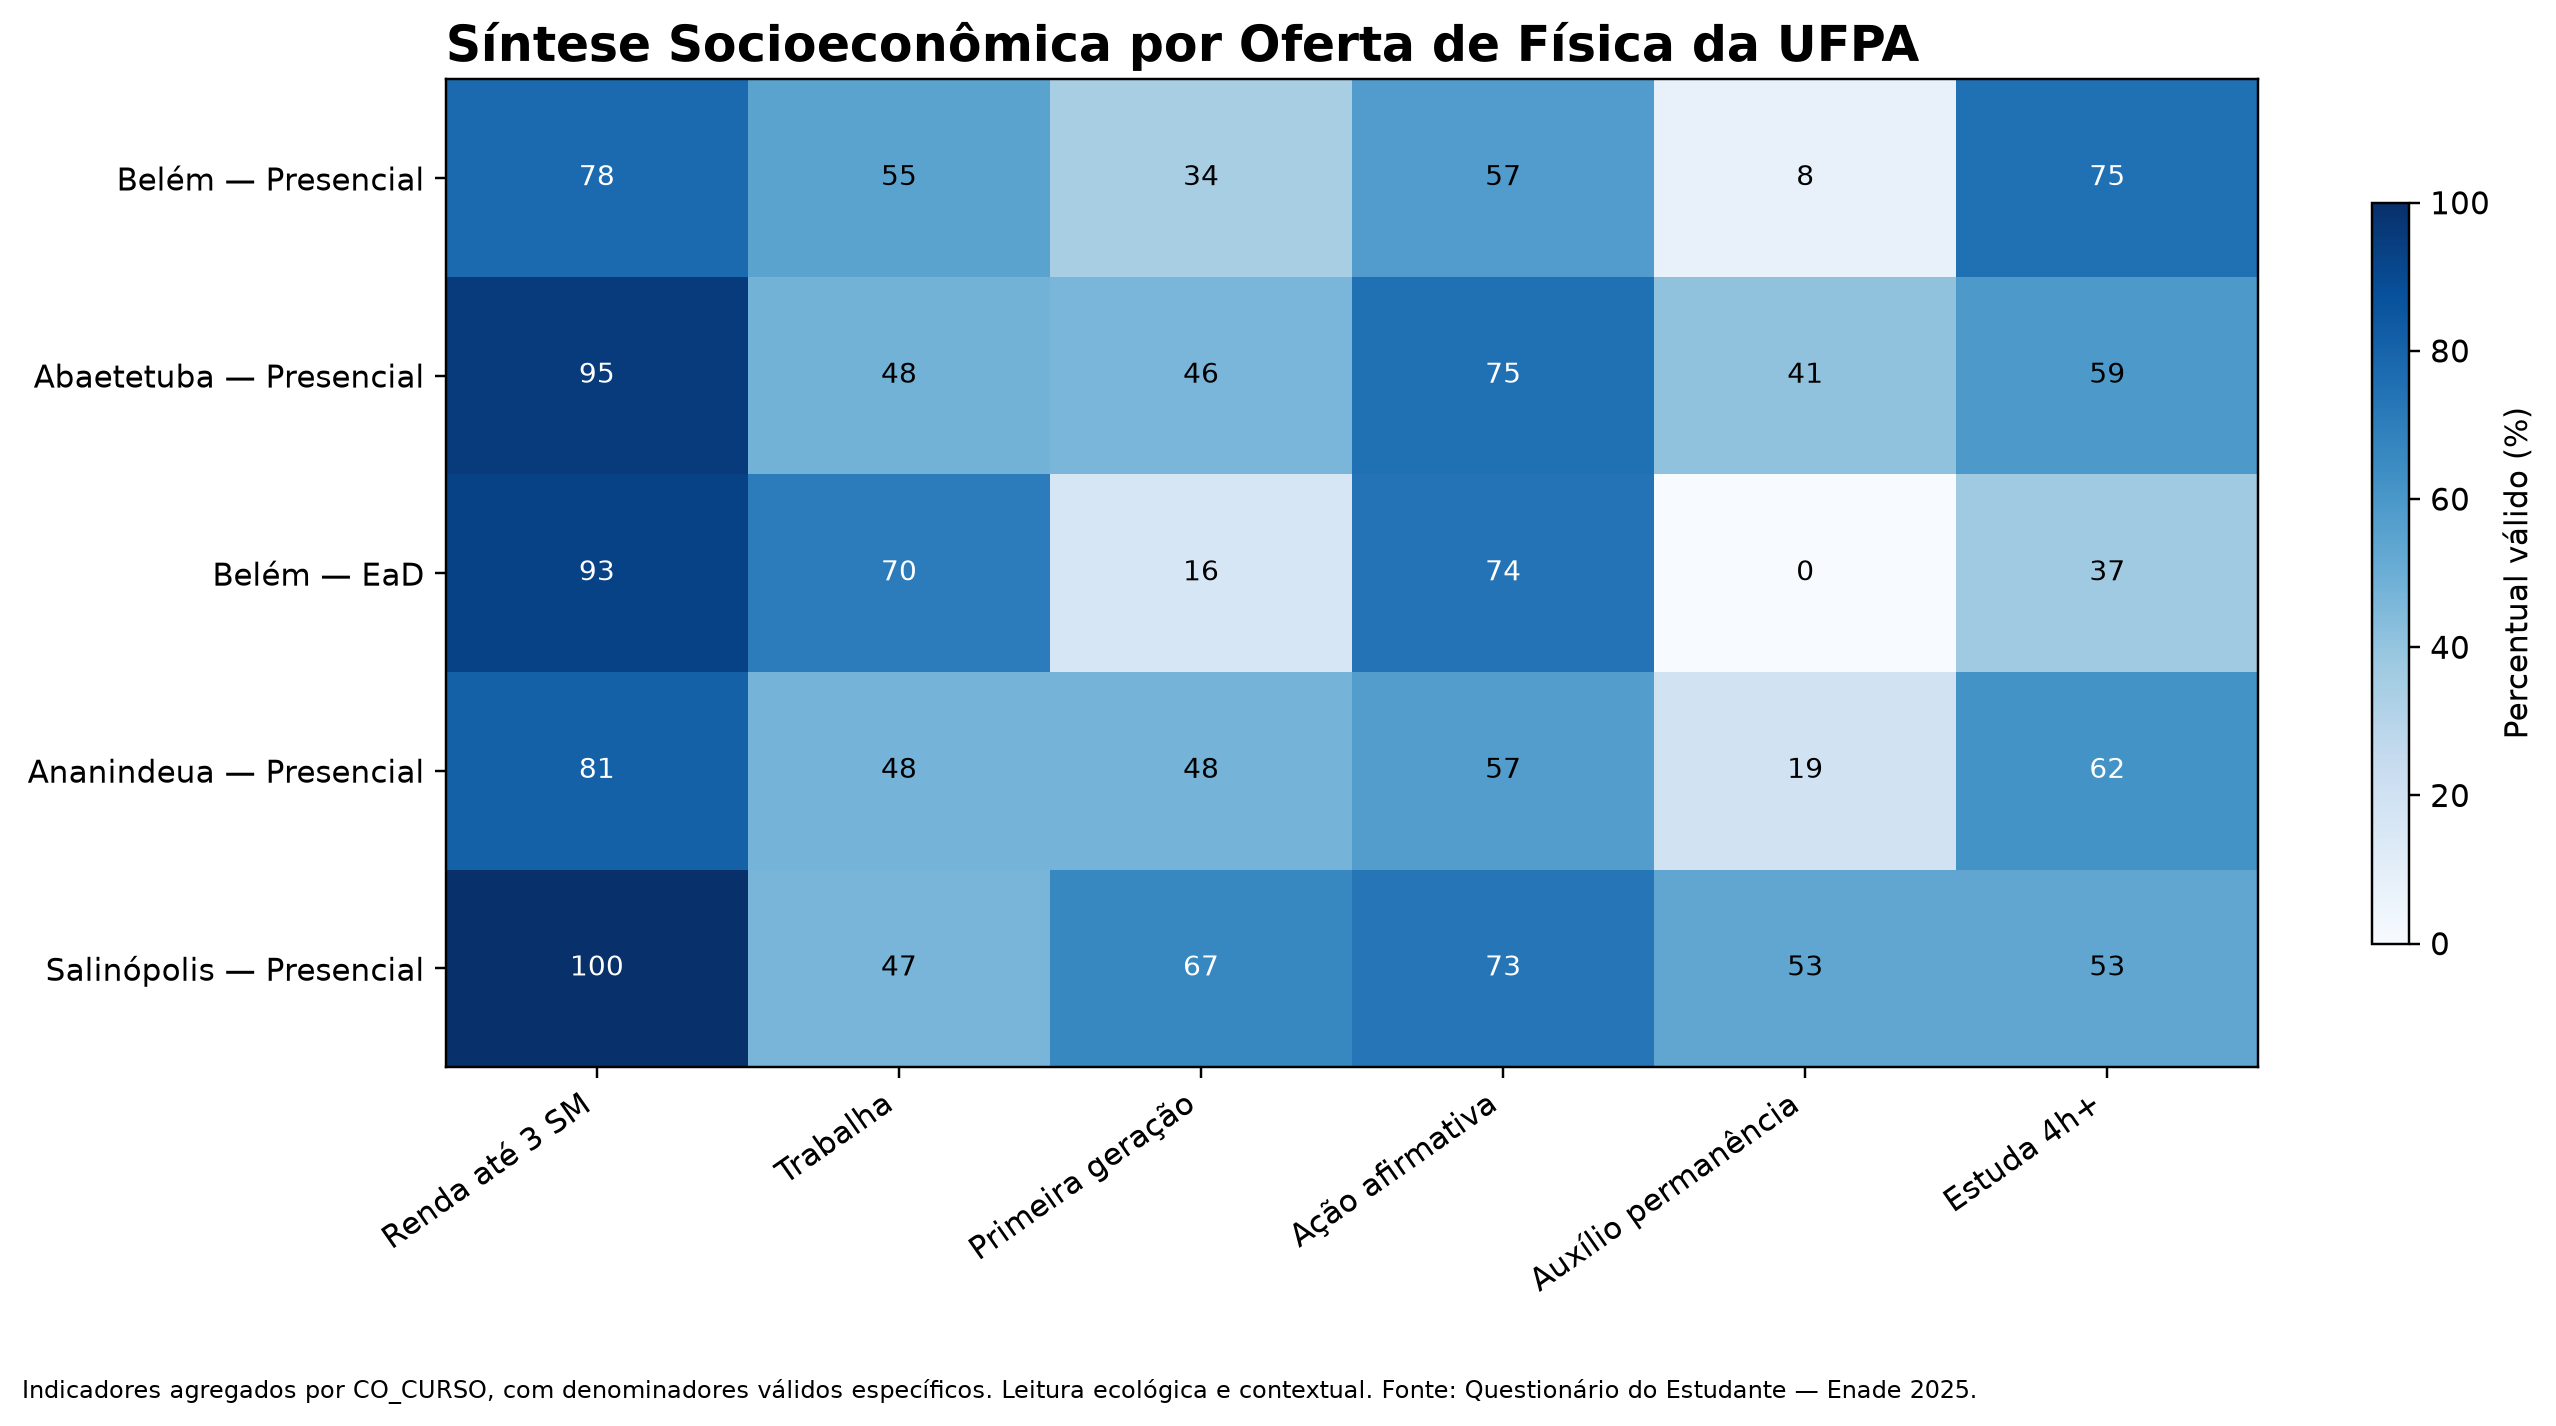 Síntese Socioeconômica por Oferta de Física da UFPA
Belém — Presencial 78 55 34 57 8 75
Abaetetuba — Presencial 95 48 46 75 41 59
Belém — EaD 93 70 16 74 0 37
Ananindeua — Presencial 81 48 48 57 19 62
Salinópolis — Presencial 100 47 67 73 53 53
Renda até 3 SM
Trabalha
Primeira geração
Ação afirmativa
Auxílio permanência
Estuda 4h+
100
80
60
40
20
0
Percentual válido (%)
Indicadores agregados por CO_CURSO, com denominadores válidos específicos. Leitura ecológica e contextual. Fonte: Questionário do Estudante — Enade 2025.